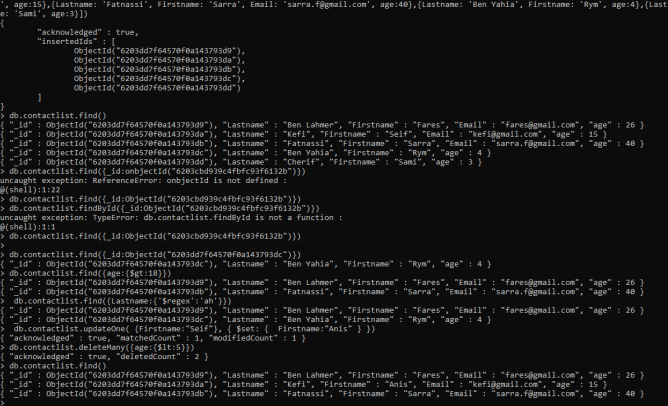 ', age:15},{Lastname: 'Fatnassi', Firstname: 'Sarra', Email: 'sarra.f@gmail.com', age:40},{Lastname: 'Ben Yahia', Firstname: 'Rym', age:4},{Last
e: 'Sami', age:3}])
{
"acknowledged" : true,
"insertedIds" : [
ObjectId("6203dd7f64570f0a143793d9"),
ObjectId("6203dd7f64570f0a143793da"),
ObjectId("6203dd7f64570f0a143793db"),
ObjectId("6203dd7f64570f0a143793dc"),
ObjectId("6203dd7f64570f0a143793dd")
]
}
> db.contactlist.find()
{ "_id" : ObjectId("6203dd7f64570f0a143793d9"), "Lastname" : "Ben Lahmer", "Firstname" : "Fares", "Email" : "fares@gmail.com", "age" : 26 }
{ "_id" : ObjectId("6203dd7f64570f0a143793da"), "Lastname" : "Kefi", "Firstname" : "Seif", "Email" : "kefi@gmail.com", "age" : 15 }
{ "_id" : ObjectId("6203dd7f64570f0a143793db"), "Lastname" : "Fatnassi", "Firstname" : "Sarra", "Email" : "sarra.f@gmail.com", "age" : 40 }
{ "_id" : ObjectId("6203dd7f64570f0a143793dc"), "Lastname" : "Ben Yahia", "Firstname" : "Rym", "age" : 4 }
{ "_id" : ObjectId("6203dd7f64570f0a143793dd"), "Lastname" : "Cherif", "Firstname" : "Sami", "age" : 3 }
> db.contactlist.find({_id:onbjectId("6203cbd939c4fbfc93f6132b")})
uncaught exception: ReferenceError: onbjectId is not defined :
@(shell):1:22
> db.contactlist.find({_id:ObjectId("6203cbd939c4fbfc93f6132b")})
> db.contactlist.findById({_id:ObjectId("6203cbd939c4fbfc93f6132b")})
uncaught exception: TypeError: db.contactlist.findById is not a function :
@(shell):1:1
> db.contactlist.find({_id:ObjectId("6203cbd939c4fbfc93f6132b")})
>
> db.contactlist.find({_id:ObjectId("6203dd7f64570f0a143793dc")})
{ "_id" : ObjectId("6203dd7f64570f0a143793dc"), "Lastname" : "Ben Yahia", "Firstname" : "Rym", "age" : 4 }
> db.contactlist.find({age:{$gt:18}})
{ "_id" : ObjectId("6203dd7f64570f0a143793d9"), "Lastname" : "Ben Lahmer", "Firstname" : "Fares", "Email" : "fares@gmail.com", "age" : 26 }
{ "_id" : ObjectId("6203dd7f64570f0a143793db"), "Lastname" : "Fatnassi", "Firstname" : "Sarra", "Email" : "sarra.f@gmail.com", "age" : 40 }
> db.contactlist.find({Lastname:{'$regex':'ah'}})
{ "_id" : ObjectId("6203dd7f64570f0a143793d9"), "Lastname" : "Ben Lahmer", "Firstname" : "Fares", "Email" : "fares@gmail.com", "age" : 26 }
{ "_id" : ObjectId("6203dd7f64570f0a143793dc"), "Lastname" : "Ben Yahia", "Firstname" : "Rym", "age" : 4 }
> db.contactlist.updateOne( {Firstname:"Seif"}, { $set: { Firstname:"Anis" } })
{ "acknowledged" : true, "matchedCount" : 1, "modifiedCount" : 1 }
> db.contactlist.deleteMany({age:{$lt:5}})
{ "acknowledged" : true, "deletedCount" : 2 }
> db.contactlist.find()
{ "_id" : ObjectId("6203dd7f64570f0a143793d9"), "Lastname" : "Ben Lahmer", "Firstname" : "Fares", "Email" : "fares@gmail.com", "age" : 26 }
{ "_id" : ObjectId("6203dd7f64570f0a143793da"), "Lastname" : "Kefi", "Firstname" : "Anis", "Email" : "kefi@gmail.com", "age" : 15 }
{ "_id" : ObjectId("6203dd7f64570f0a143793db"), "Lastname" : "Fatnassi", "Firstname" : "Sarra", "Email" : "sarra.f@gmail.com", "age" : 40 }
>